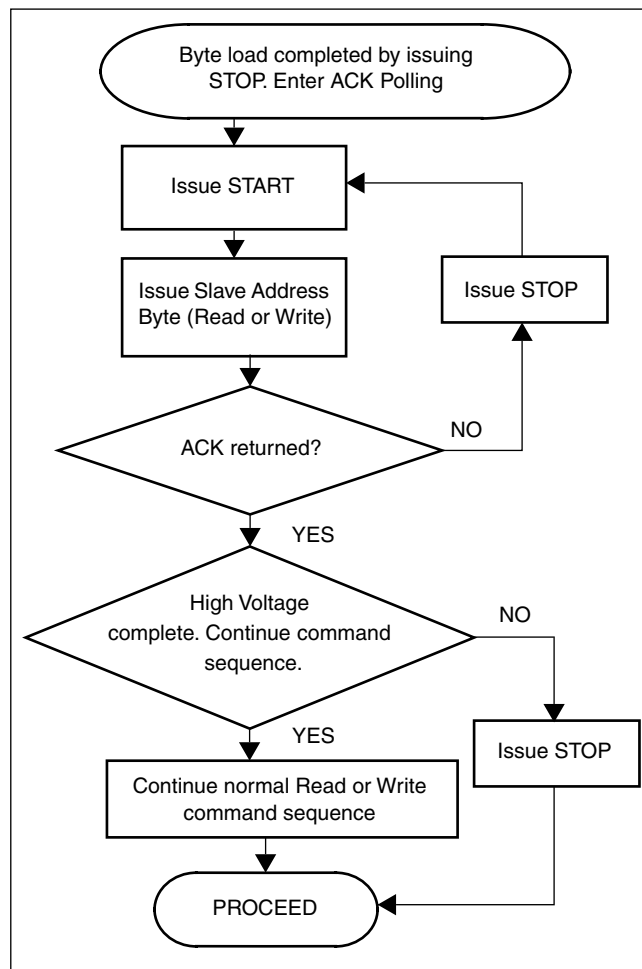 Byte load completed by issuing
STOP. Enter ACK Polling
Issue START
Issue Slave Address
Byte (Read or Write)
Issue STOP
ACK returned?
NO
YES
High Voltage
complete. Continue command
sequence.
NO
YES
Issue STOP
Continue normal Read or Write
command sequence
PROCEED